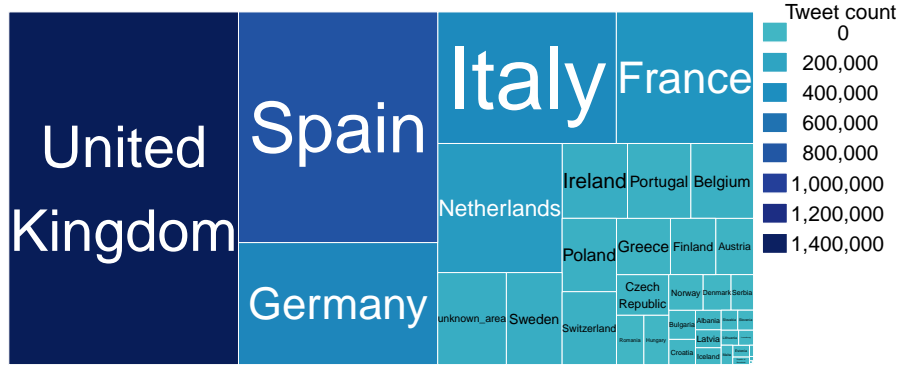 Tweet count
0
200,000
400,000
600,000
800,000
1,000,000
1,200,000
1,400,000
United
Kingdom
Spain
Germany
Italy
France
Netherlands
unknown_area
Sweden
Ireland
Portugal
Belgium
Poland
Switzerland
Greece
Finland
Austria
Czech
Republic
Romania
Hungary
Norway
Denmark
Serbia
Bulgaria
Croatia
Albania
Latvia
Iceland